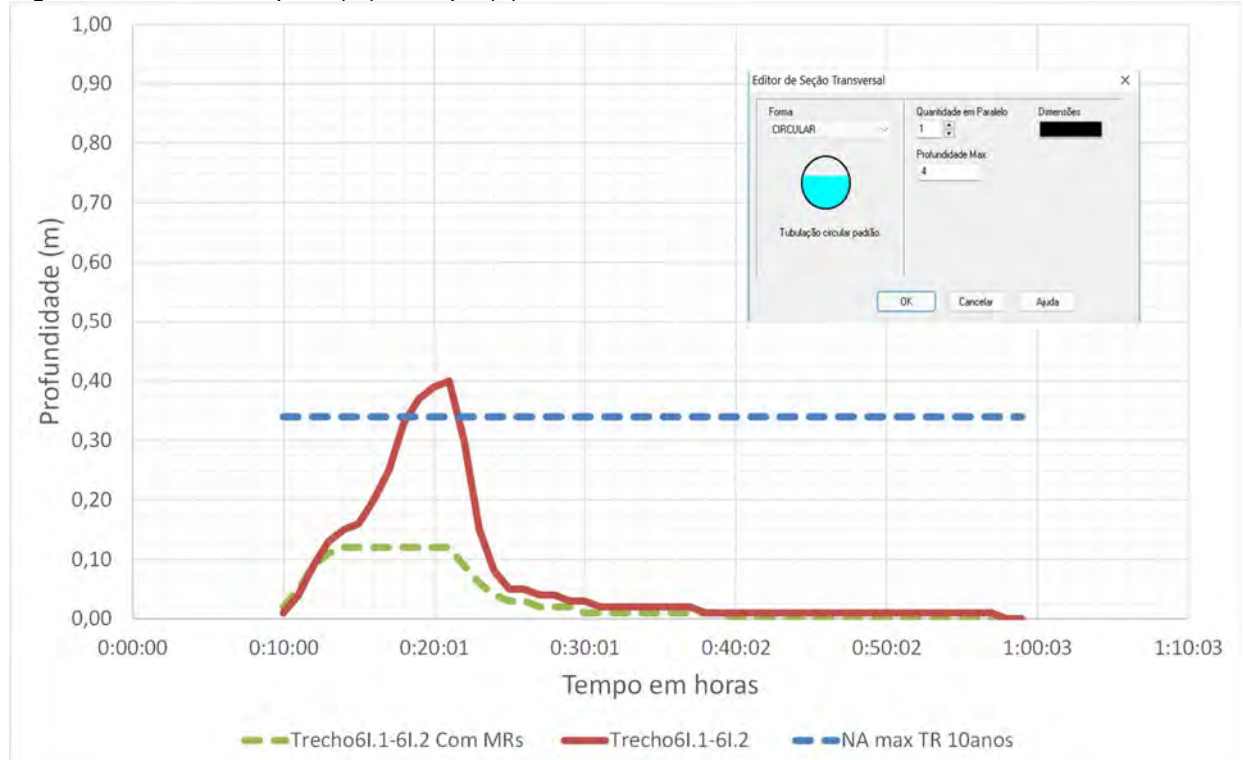 1,00
0,90
0,80
0,70
0,60
0,50
0,40
0,30
0,20
0,10
0,00
Profundidade (m)
0:00:00 0:10:00 0:20:01 0:30:01 0:40:02 0:50:02 1:00:03 1:10:03
Tempo em horas
Trecho6I.1-6I.2 Com MRs Trecho6I.1-6I.2 NA max TR 10anos
Editor de Seção Transversal
Forma Quantidade em Paralelo Dimensões
CIRCULAR 1
Profundidade Max
.4
Tubulação circular padrão.
OK Cancelar Ajuda